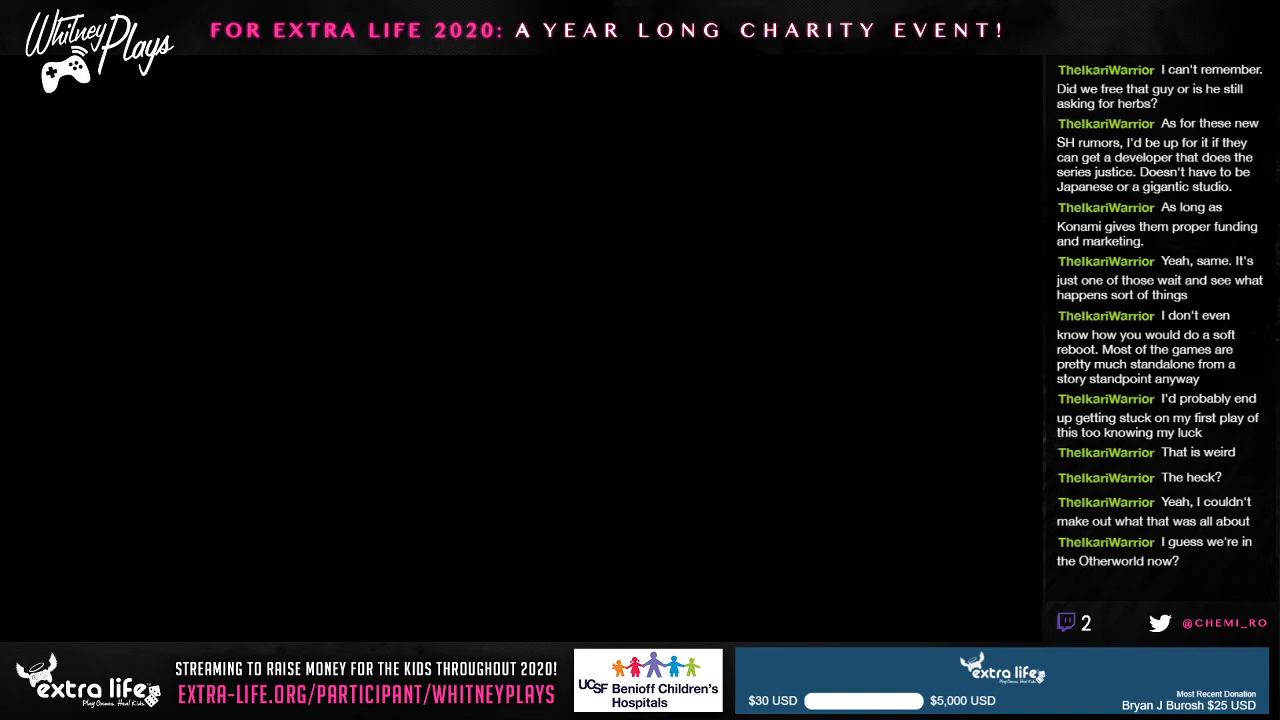 Whitney Plays
FOR EXTRA LIFE 2020: A YEAR LONG CHARITY EVENT!
TheIkariWarrior I can't remember.
Did we free that guy or is he still
asking for herbs?
TheIkariWarrior As for these new
SH rumors, I'd be up for it if they
can get a developer that does the
series justice. Doesn't have to be
Japanese or a gigantic studio.
TheIkariWarrior As long as
Konami gives them proper funding
and marketing.
TheIkariWarrior Yeah, same. It's
just one of those wait and see what
happens sort of things
TheIkariWarrior I don't even
know how you would do a soft
reboot. Most of the games are
pretty much standalone from a
story standpoint anyway
TheIkariWarrior I'd probably end
up getting stuck on my first play of
this too knowing my luck
TheIkariWarrior That is weird
TheIkariWarrior The heck?
TheIkariWarrior Yeah, I couldn't
make out what that was all about
TheIkariWarrior I guess we're in
the Otherworld now?
2
@CHEMI_RO
extra life
Play Games. Heal Kids.
STREAMING TO RAISE MONEY FOR THE KIDS THROUGHOUT 2020!
EXTRA-LIFE.ORG/PARTICIPANT/WHITNEYPLAYS
UCSF Benioff Children's
Hospitals
extra life
Play Games. Heal Kids.
$30 USD
$5,000 USD
Most Recent Donation
Bryan J Burosh $25 USD